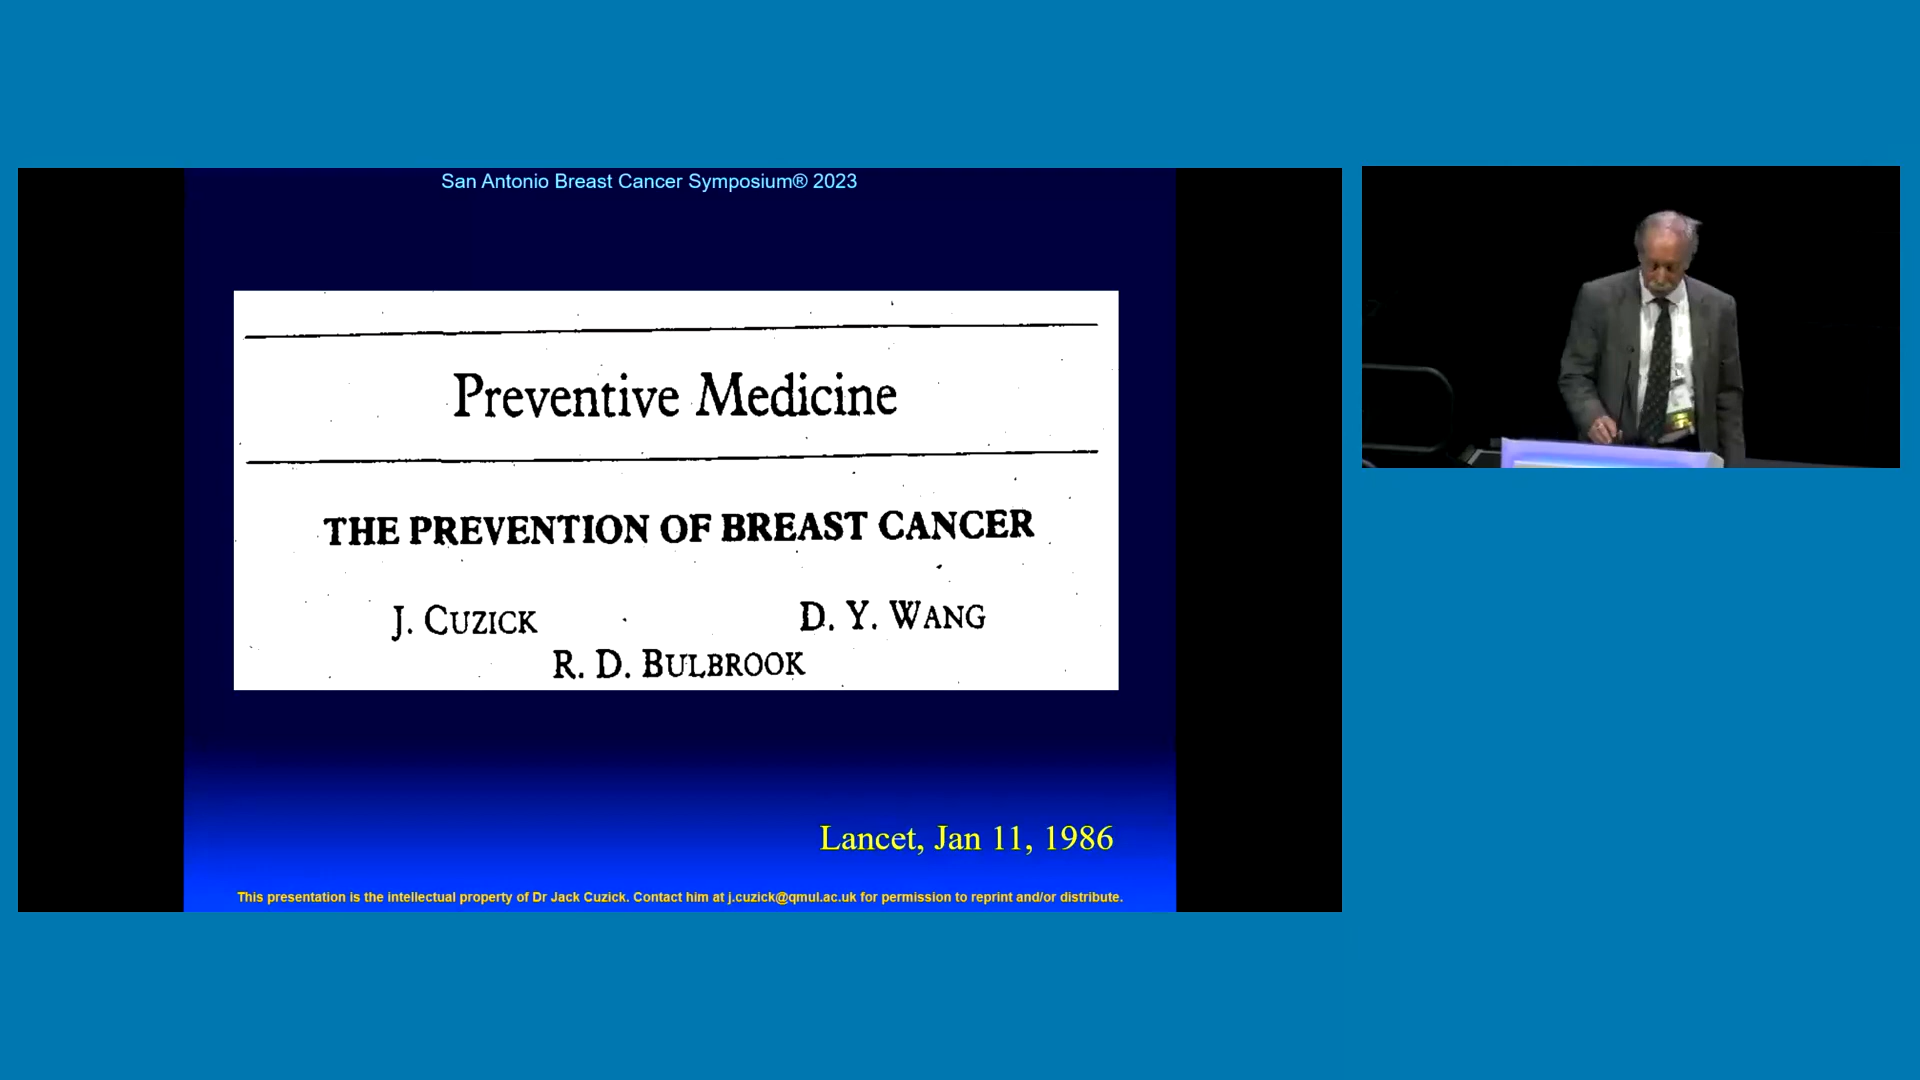 San Antonio Breast Cancer Symposium® 2023
Preventive Medicine
THE PREVENTION OF BREAST CANCER
J. CUZICK D. Y. WANG
R. D. BULBROOK
Lancet, Jan 11, 1986
This presentation is the intellectual property of Dr Jack Cuzick. Contact him at j.cuzick@qmul.ac.uk for permission to reprint and/or distribute.